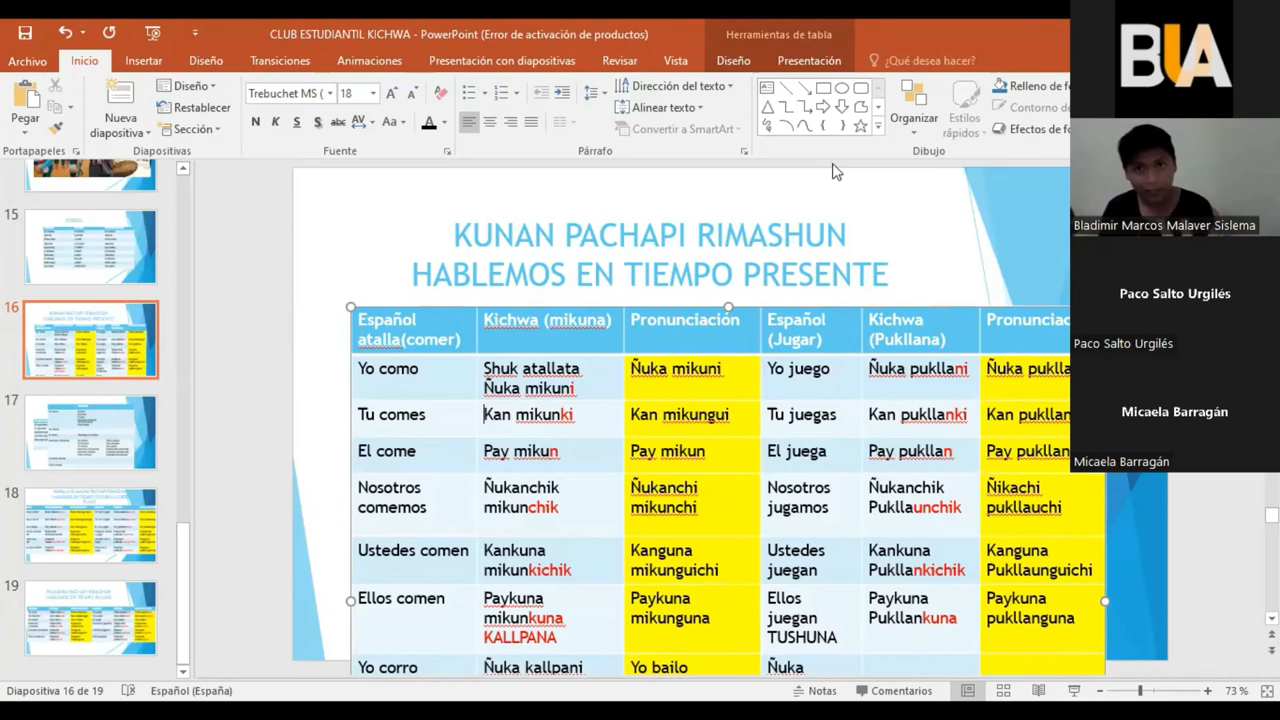 CLUB ESTUDIANTIL KICHWA - PowerPoint (Error de activación de productos)
Herramientas de tabla
Archivo
Inicio
Insertar
Diseño
Transiciones
Animaciones
Presentación con diapositivas
Revisar
Vista
Diseño
Presentación
¿Qué desea hacer?
Pegar
Nueva
diapositiva
Diseño
Restablecer
Sección
Trebuchet MS (
18
N K S S abc AV Aa A
Dirección del texto
Alinear texto
Convertir a SmartArt
Organizar
Estilos
rápidos
Relleno de f
Contorno de
Efectos de fo
Portapapeles
Diapositivas
Fuente
Párrafo
Dibujo
15
16
17
18
19
KUNAN PACHAPI RIMASHUN
HABLEMOS EN TIEMPO PRESENTE
Español
atalla(comer)
Kichwa (mikuna)
Pronunciación
Español
(Jugar)
Kichwa
(Pukllana)
Pronunciac
Yo como
Shuk atallata
Ñuka mikuni
Ñuka mikuni
Yo juego
Ñuka pukllani
Ñuka puklla
Tu comes
Kan mikunki
Kan mikungui
Tu juegas
Kan pukllanki
Kan pukllan
El come
Pay mikun
Pay mikun
El juega
Pay pukllan
Pay pukllan
Nosotros
comemos
Ñukanchik
mikunchik
Ñukanchi
mikunchi
Nosotros
jugamos
Ñukanchik
Pukllaunchik
Ñikachi
pukllauchi
Ustedes comen
Kankuna
mikunkichik
Kanguna
mikunguichi
Ustedes
juegan
Kankuna
Pukllankichik
Kanguna
Pukllaunguichi
Ellos comen
Paykuna
mikunkuna
KALLPANA
Paykuna
mikunguna
Ellos
juegan
TUSHUNA
Paykuna
Pukllankuna
Paykuna
pukllanguna
Yo corro
Ñuka kallpani
Yo bailo
Ñuka
BUA
Bladimir Marcos Malaver Sislema
Paco Salto Urgilés
Paco Salto Urgilés
Micaela Barragán
Micaela Barragán
Diapositiva 16 de 19
Español (España)
Notas
Comentarios
73 %